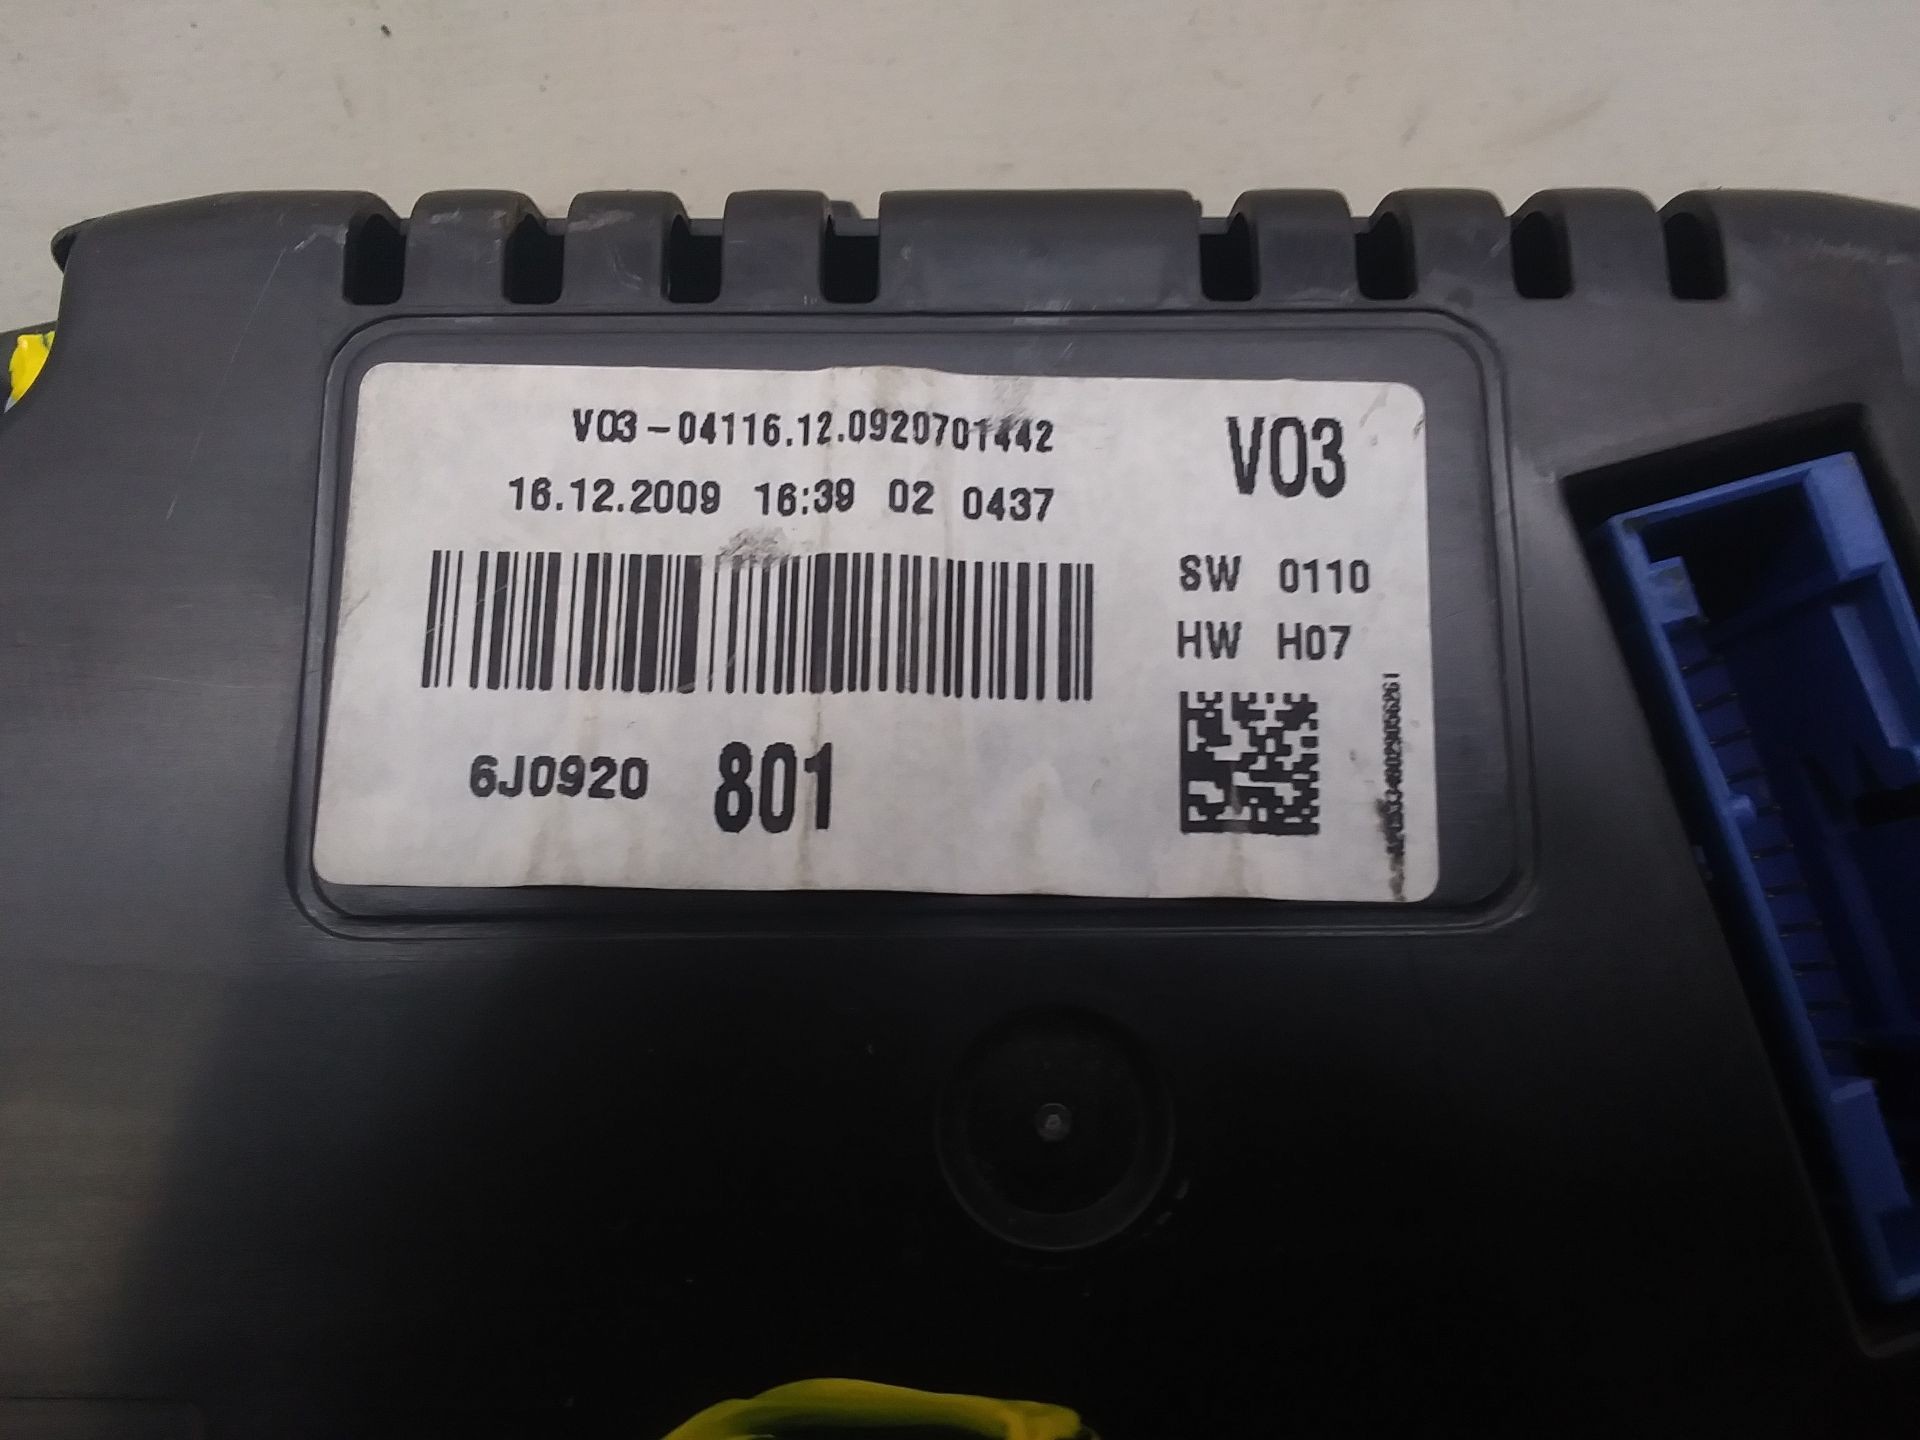 V03-04116.12.0920701442
16.12.2009 16:39 02 0437
V03
SW 0110
HW H07
6J0920 801